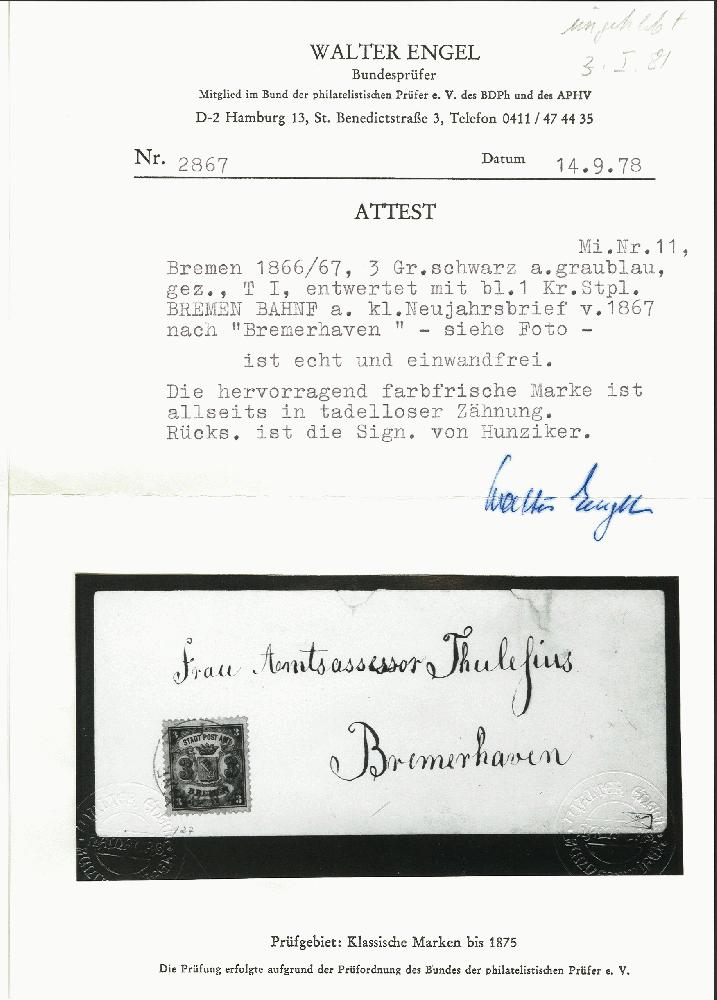 3. I. 81
WALTER ENGEL
Bundesprüfer
Mitglied im Bund der philatelistischen Prüfer e. V. des BDPh und des APHV
D-2 Hamburg 13, St. Benedictstraße 3, Telefon 0411 / 47 44 35
Nr. 2867 Datum 14.9.78
ATTEST
Mi.Nr.11,
Bremen 1866/67, 3 Gr.schwarz a.graublau,
gez., T I, entwertet mit bl.1 Kr.Stpl.
BREMEN BAHNF a. kl.Neujahrsbrief v.1867
nach "Bremerhaven " - siehe Foto -
ist echt und einwandfrei.
Die hervorragend farbfrische Marke ist
allseits in tadelloser Zähnung.
Rücks. ist die Sign. von Hunziker.
Walter Engel
Frau Amtsassessor Thulesius
STADT POST AMT
3 3
BREMEN
Bremerhaven
Prüfgebiet: Klassische Marken bis 1875
Die Prüfung erfolgte aufgrund der Prüfordnung des Bundes der philatelistischen Prüfer e. V.